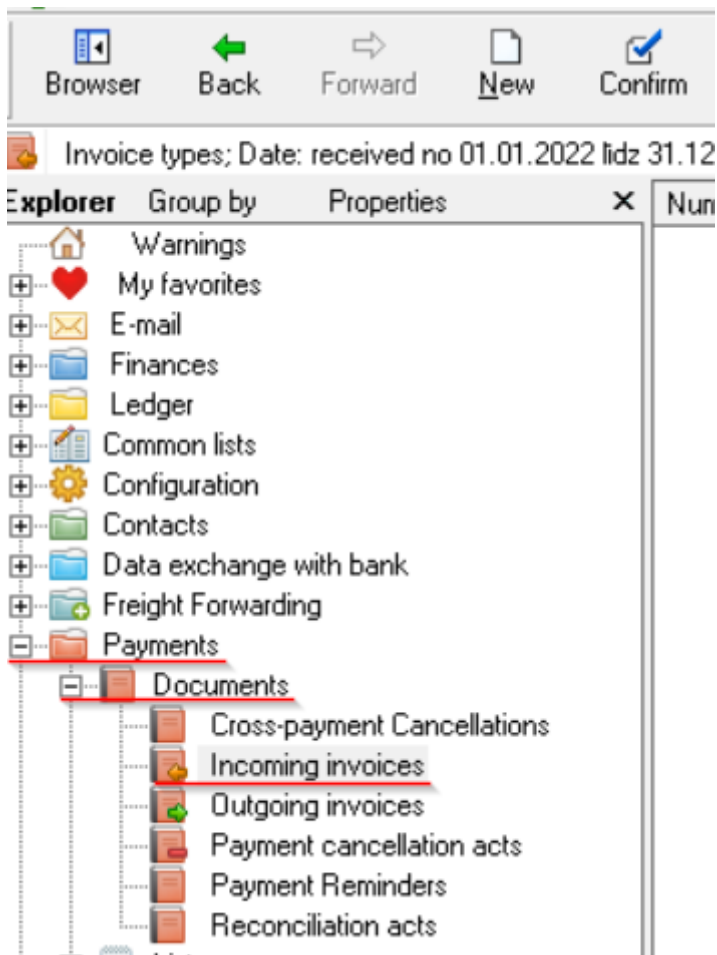 Browser Back Forward New Confirm
Invoice types; Date: received no 01.01.2022 līdz 31.12
Explorer Group by Properties
Warnings
My favorites
E-mail
Finances
Ledger
Common lists
Configuration
Contacts
Data exchange with bank
Freight Forwarding
Payments
Documents
Cross-payment Cancellations
Incoming invoices
Outgoing invoices
Payment cancellation acts
Payment Reminders
Reconciliation acts